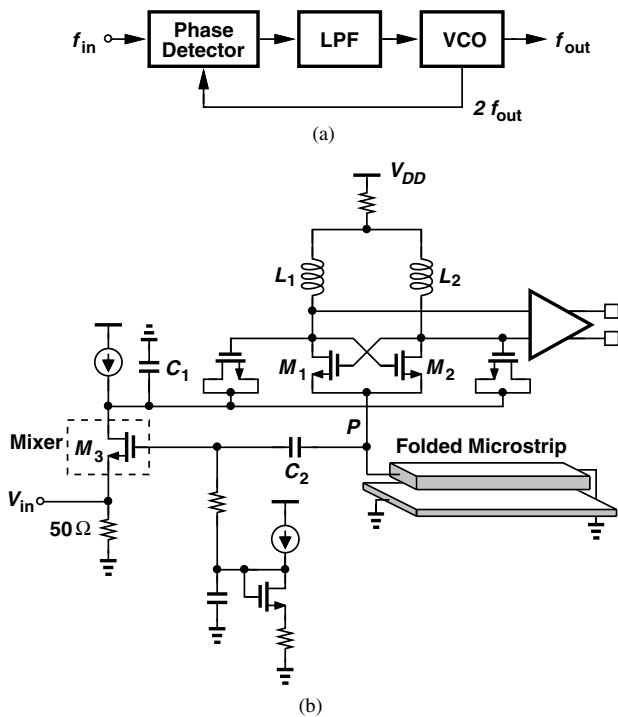 f_in
Phase Detector
LPF
VCO
f_out
2 f_out
(a)
V_DD
L_1
L_2
C_1
M_1
M_2
Mixer
M_3
P
C_2
Folded Microstrip
V_in
50 Ω
(b)